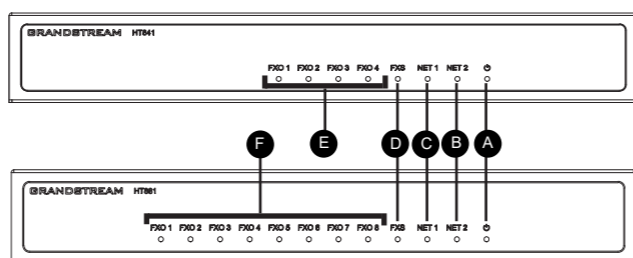 GRANDSTREAM HT841
FXO 1 FXO 2 FXO 3 FXO 4 FXS NET 1 NET 2
F E D C B A
GRANDSTREAM HT881
FXO 1 FXO 2 FXO 3 FXO 4 FXO 5 FXO 6 FXO 7 FXO 8 FXS NET 1 NET 2